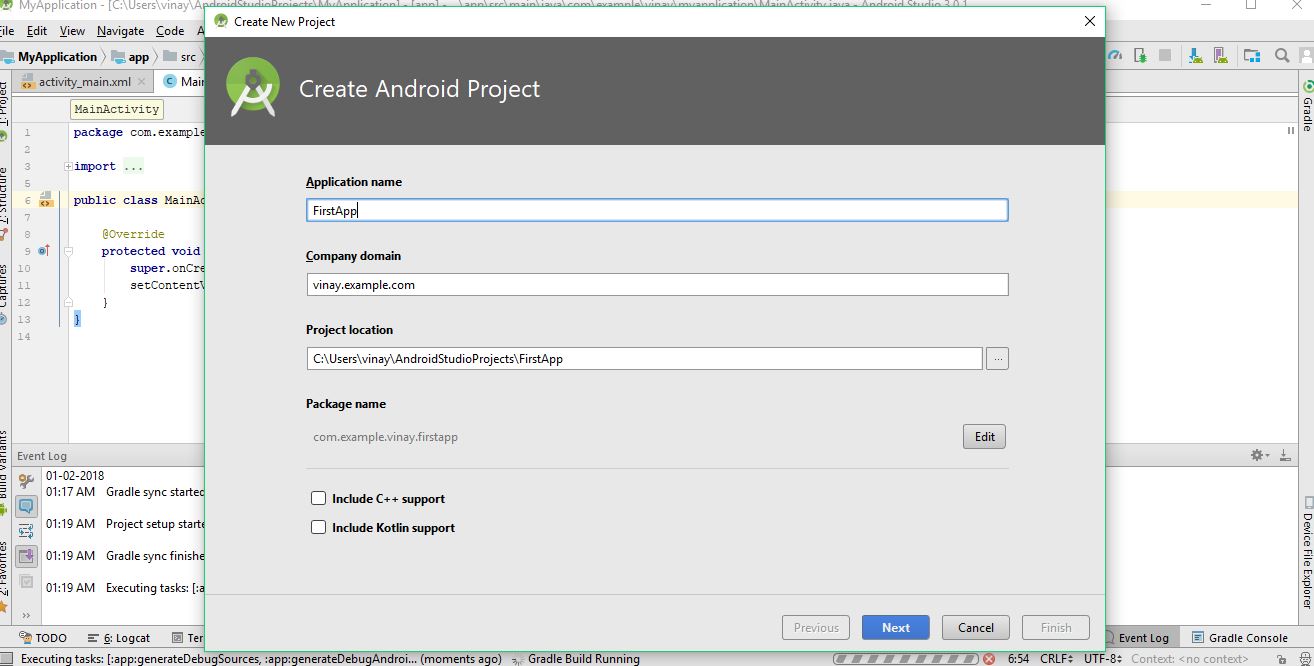 MyApplication - [C:\Users\vinay\AndroidStudioProjects\MyApplication] - [app] - ...\app\src\main\java\com\example\vinay\myapplication\MainActivity.java - Android Studio 3.0.1
File Edit View Navigate Code
MyApplication app src
activity_main.xml
MainActivity
1 package com.example
2
3 import ...
5
6 public class MainAc
7
8 @Override
9 protected void
10 super.onCre
11 setContentV
12 }
13 }
14
1: Project
7: Structure
Captures
Build Variants
2: Favorites
Create New Project
Create Android Project
Application name
FirstApp
Company domain
vinay.example.com
Project location
C:\Users\vinay\AndroidStudioProjects\FirstApp
...
Package name
com.example.vinay.firstapp
Edit
Include C++ support
Include Kotlin support
Previous Next Cancel Finish
Gradle
Device File Explorer
Event Log
01-02-2018
01:17 AM Gradle sync started
01:19 AM Project setup starte
01:19 AM Gradle sync finishe
01:19 AM Executing tasks: [:a
TODO 6: Logcat Ter
Event Log Gradle Console
Executing tasks: [:app:generateDebugSources, :app:generateDebugAndroi... (moments ago) Gradle Build Running 6:54 CRLF UTF-8 Context: <no context>